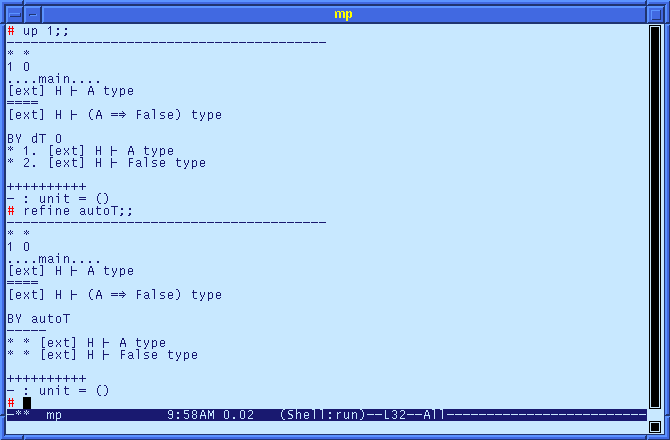 mp
# up 1;;
----------------------------------------
* *
1 0
....main....
[ext] H ⊢ A type
====
[ext] H ⊢ (A => False) type
BY dT 0
* 1. [ext] H ⊢ A type
* 2. [ext] H ⊢ False type
++++++++++
- : unit = ()
# refine autoT;;
----------------------------------------
* *
1 0
....main....
[ext] H ⊢ A type
====
[ext] H ⊢ (A => False) type
BY autoT
-----
* * [ext] H ⊢ A type
* * [ext] H ⊢ False type
++++++++++
- : unit = ()
#
-** mp 9:58AM 0.02 (Shell:run)--L32--All-------------------------